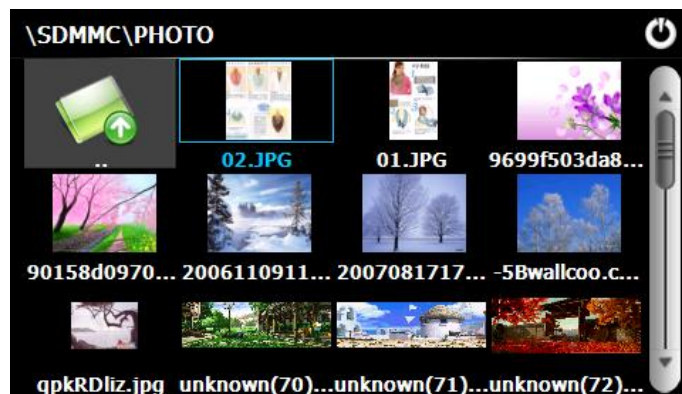 \SDMMC\PHOTO
..
02.JPG
01.JPG
9699f503da8...
90158d0970...
2006110911...
2007081717...
-5Bwallcoo.c...
qpkRDliz.jpg
unknown(70)...
unknown(71)...
unknown(72)...